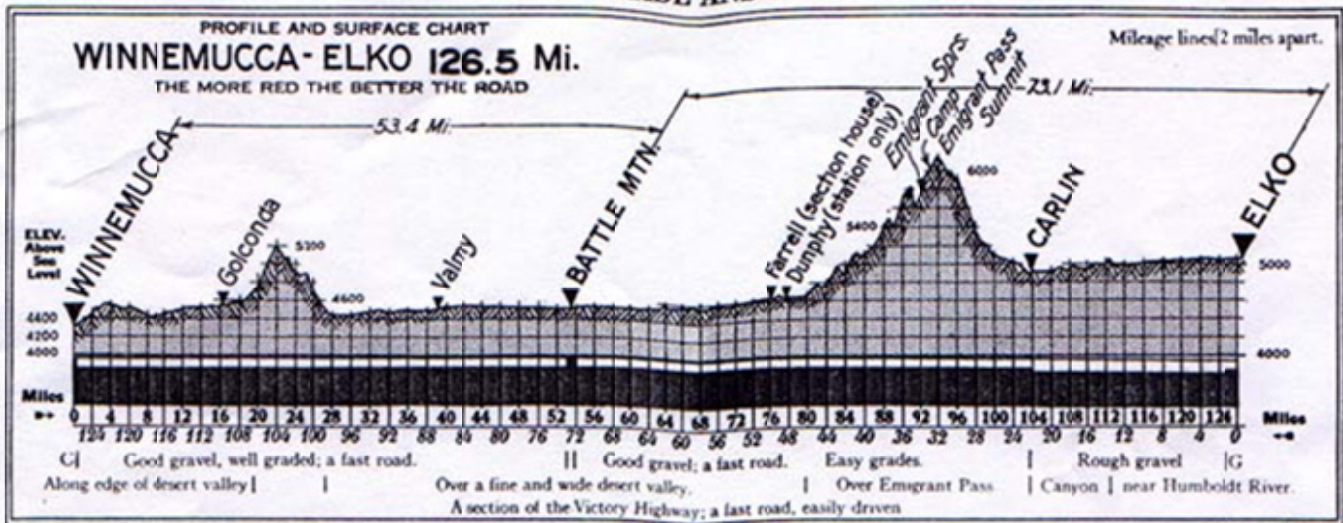 PROFILE AND SURFACE CHART
WINNEMUCCA - ELKO 126.5 Mi.
THE MORE RED THE BETTER THE ROAD
Mileage lines 2 miles apart.
53.4 Mi.
73.1 Mi.
WINNEMUCCA
Golconda
Valmy
BATTLE MTN
Farrell (section house)
Dunphy (station only)
Emigrant Sprs.
Camp
Emigrant Pass
Summit
CARLIN
ELKO
ELEV.
Above
Sea
Level
4400
4200
4000
5100
4600
5400
6000
5000
4000
Miles 0 4 8 12 16 20 24 28 32 36 40 44 48 52 56 60 64 68 72 76 80 84 88 92 96 100 104 108 112 116 120 126 Miles
124 120 116 112 108 104 100 96 92 88 84 80 76 72 68 64 60 56 52 48 44 40 36 32 28 24 20 16 12 8 4 0
G| Good gravel, well graded; a fast road. || Good gravel; a fast road. Easy grades. | Rough gravel |G
Along edge of desert valley| | Over a fine and wide desert valley. | Over Emigrant Pass | Canyon | near Humboldt River.
A section of the Victory Highway; a fast road, easily driven